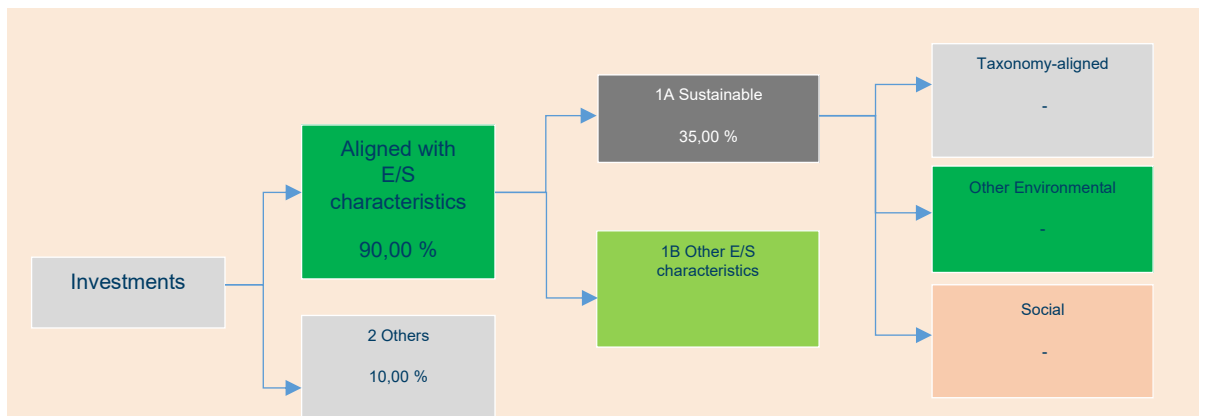 Investments
Aligned with
E/S
characteristics
90,00 %
2 Others
10,00 %
1A Sustainable
35,00 %
1B Other E/S
characteristics
Taxonomy-aligned
-
Other Environmental
-
Social
-